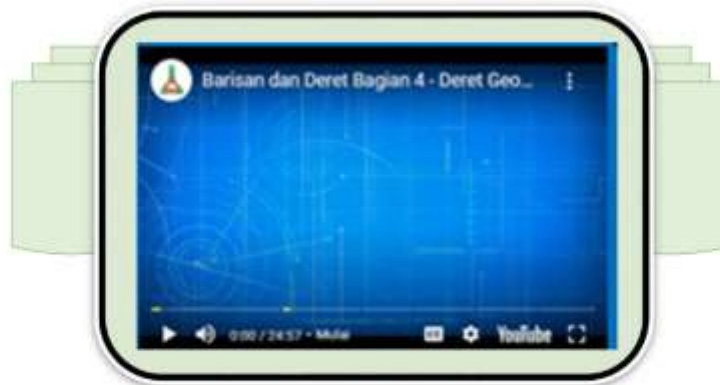 Barisan dan Deret Bagian 4 - Deret Geo...
0:00 / 24:57 • Mulai
YouTube